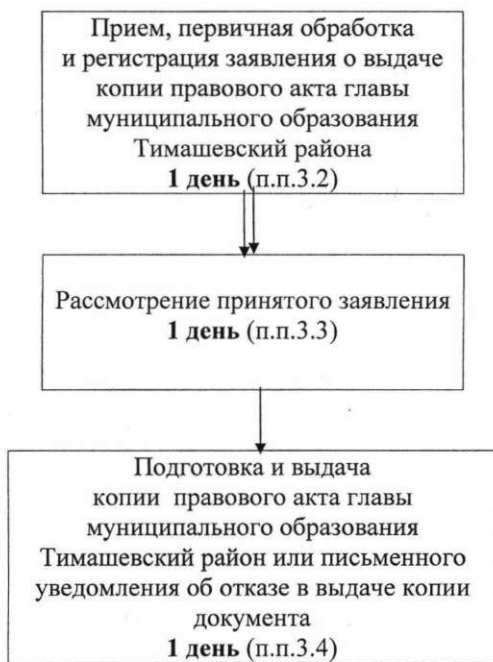 Прием, первичная обработка
и регистрация заявления о выдаче
копии правового акта главы
муниципального образования
Тимашевский района
1 день (п.п.3.2)
Рассмотрение принятого заявления
1 день (п.п.3.3)
Подготовка и выдача
копии правового акта главы
муниципального образования
Тимашевский район или письменного
уведомления об отказе в выдаче копии
документа
1 день (п.п.3.4)